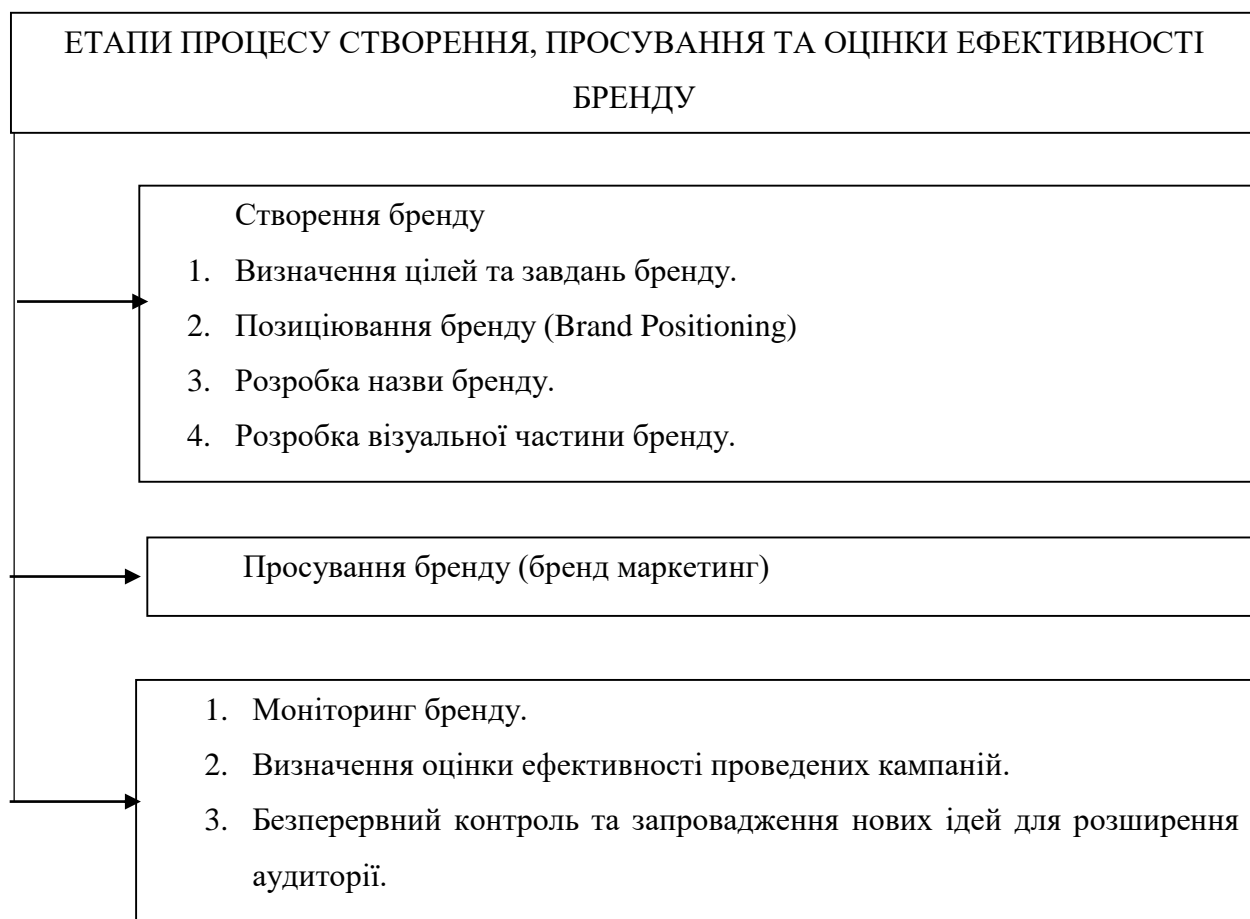 ЕТАПИ ПРОЦЕСУ СТВОРЕННЯ, ПРОСУВАННЯ ТА ОЦІНКИ ЕФЕКТИВНОСТІ
БРЕНДУ
Створення бренду
1. Визначення цілей та завдань бренду.
2. Позиціювання бренду (Brand Positioning)
3. Розробка назви бренду.
4. Розробка візуальної частини бренду.
Просування бренду (бренд маркетинг)
1. Моніторинг бренду.
2. Визначення оцінки ефективності проведених кампаній.
3. Безперервний контроль та запровадження нових ідей для розширення
аудиторії.